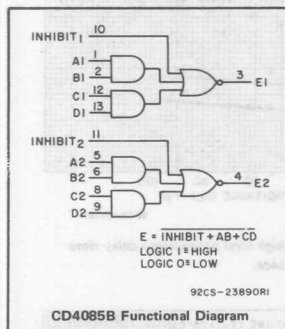 10
INHIBIT₁
A1 1
B1 2
C1 12
D1 13
3 E1
11
INHIBIT₂
A2 5
B2 6
C2 8
D2 9
4 E2
E = INHIBIT + AB + CD
LOGIC 1 ≡ HIGH
LOGIC 0 ≡ LOW
92CS-23890R1
CD4085B Functional Diagram